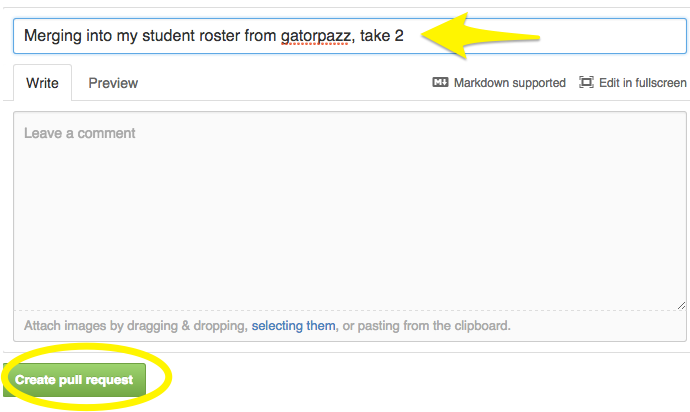 Merging into my student roster from gatorpazz, take 2
Write Preview Markdown supported Edit in fullscreen
Leave a comment
Attach images by dragging & dropping, selecting them, or pasting from the clipboard.
Create pull request